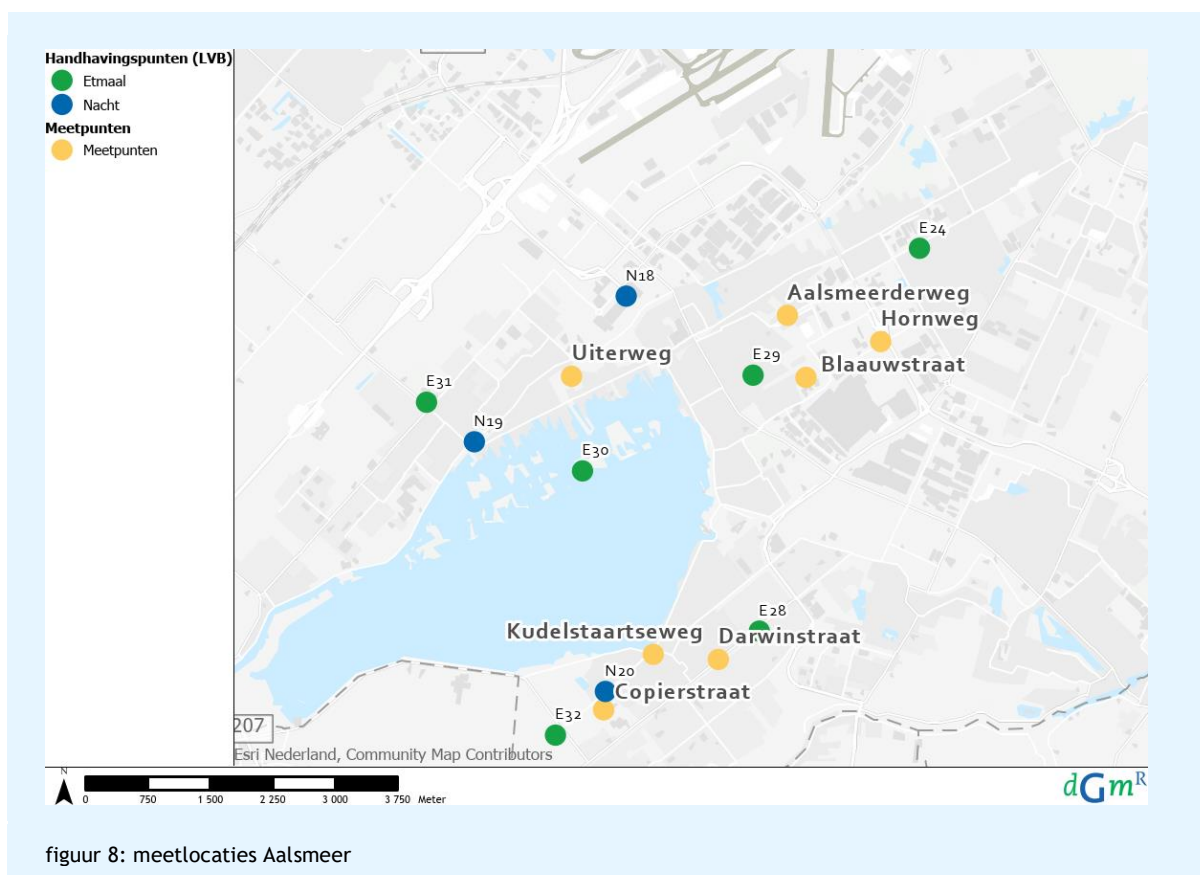 Handhavingspunten (LVB)
Etmaal
Nacht
Meetpunten
Meetpunten
E24
N18
Aalsmeerderweg
Hornweg
Uiterweg
E29
Blaauwstraat
E31
N19
E30
E28
Kudelstaartseweg
Darwinstraat
N20
Copierstraat
E32
207
Esri Nederland, Community Map Contributors
N
0 750 1 500 2 250 3 000 3 750 Meter
dGmR
figuur 8: meetlocaties Aalsmeer